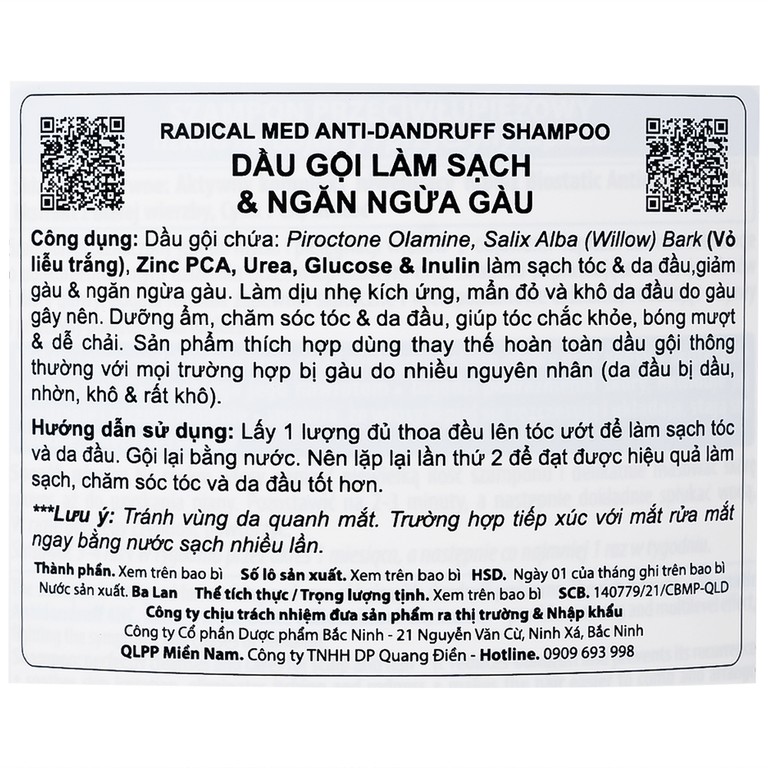 RADICAL MED ANTI-DANDRUFF SHAMPOO
DẦU GỘI LÀM SẠCH
& NGĂN NGỪA GÀU
Công dụng: Dầu gội chứa: Piroctone Olamine, Salix Alba (Willow) Bark (Vỏ
liễu trắng), Zinc PCA, Urea, Glucose & Inulin làm sạch tóc & da đầu,giảm
gàu & ngăn ngừa gàu. Làm dịu nhẹ kích ứng, mẩn đỏ và khô da đầu do gàu
gây nên. Dưỡng ẩm, chăm sóc tóc & da đầu, giúp tóc chắc khỏe, bóng mượt
& dễ chải. Sản phẩm thích hợp dùng thay thế hoàn toàn dầu gội thông
thường với mọi trường hợp bị gàu do nhiều nguyên nhân (da đầu bị dầu,
nhờn, khô & rất khô).
Hướng dẫn sử dụng: Lấy 1 lượng đủ thoa đều lên tóc ướt để làm sạch tóc
và da đầu. Gội lại bằng nước. Nên lặp lại lần thứ 2 để đạt được hiệu quả làm
sạch, chăm sóc tóc và da đầu tốt hơn.
***Lưu ý: Tránh vùng da quanh mắt. Trường hợp tiếp xúc với mắt rửa mắt
ngay bằng nước sạch nhiều lần.
Thành phần. Xem trên bao bì Số lô sản xuất. Xem trên bao bì HSD. Ngày 01 của tháng ghi trên bao bì
Nước sản xuất. Ba Lan Thể tích thực / Trọng lượng tịnh. Xem trên bao bì SCB. 140779/21/CBMP-QLD
Công ty chịu trách nhiệm đưa sản phẩm ra thị trường & Nhập khẩu
Công ty Cổ phần Dược phẩm Bắc Ninh - 21 Nguyễn Văn Cừ, Ninh Xá, Bắc Ninh
QLPP Miền Nam. Công ty TNHH DP Quang Điền - Hotline. 0909 693 998